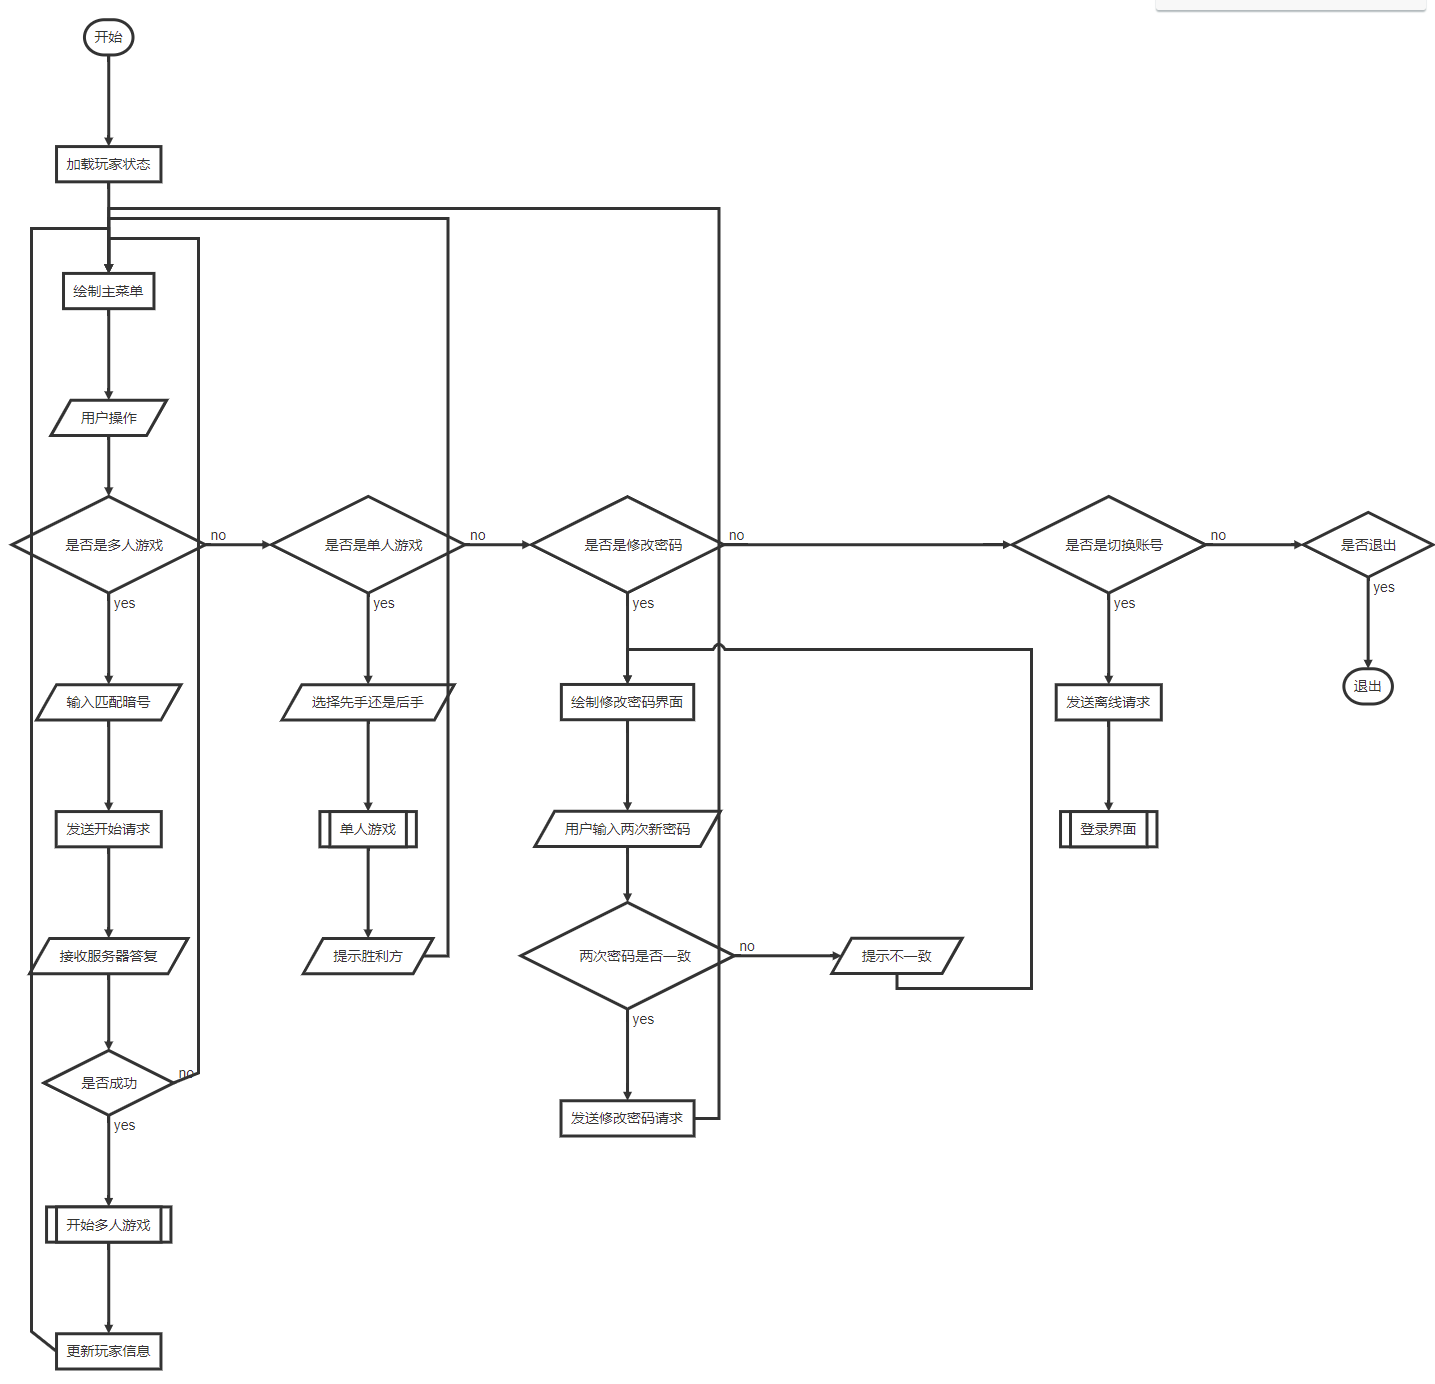 开始
加载玩家状态
绘制主菜单
用户操作
是否是多人游戏
no
是否是单人游戏
no
是否是修改密码
no
是否是切换账号
no
是否退出
yes
yes
yes
yes
yes
输入匹配暗号
选择先手还是后手
绘制修改密码界面
发送离线请求
退出
发送开始请求
单人游戏
用户输入两次新密码
登录界面
接收服务器答复
提示胜利方
两次密码是否一致
no
提示不一致
yes
是否成功
no
yes
发送修改密码请求
开始多人游戏
更新玩家信息